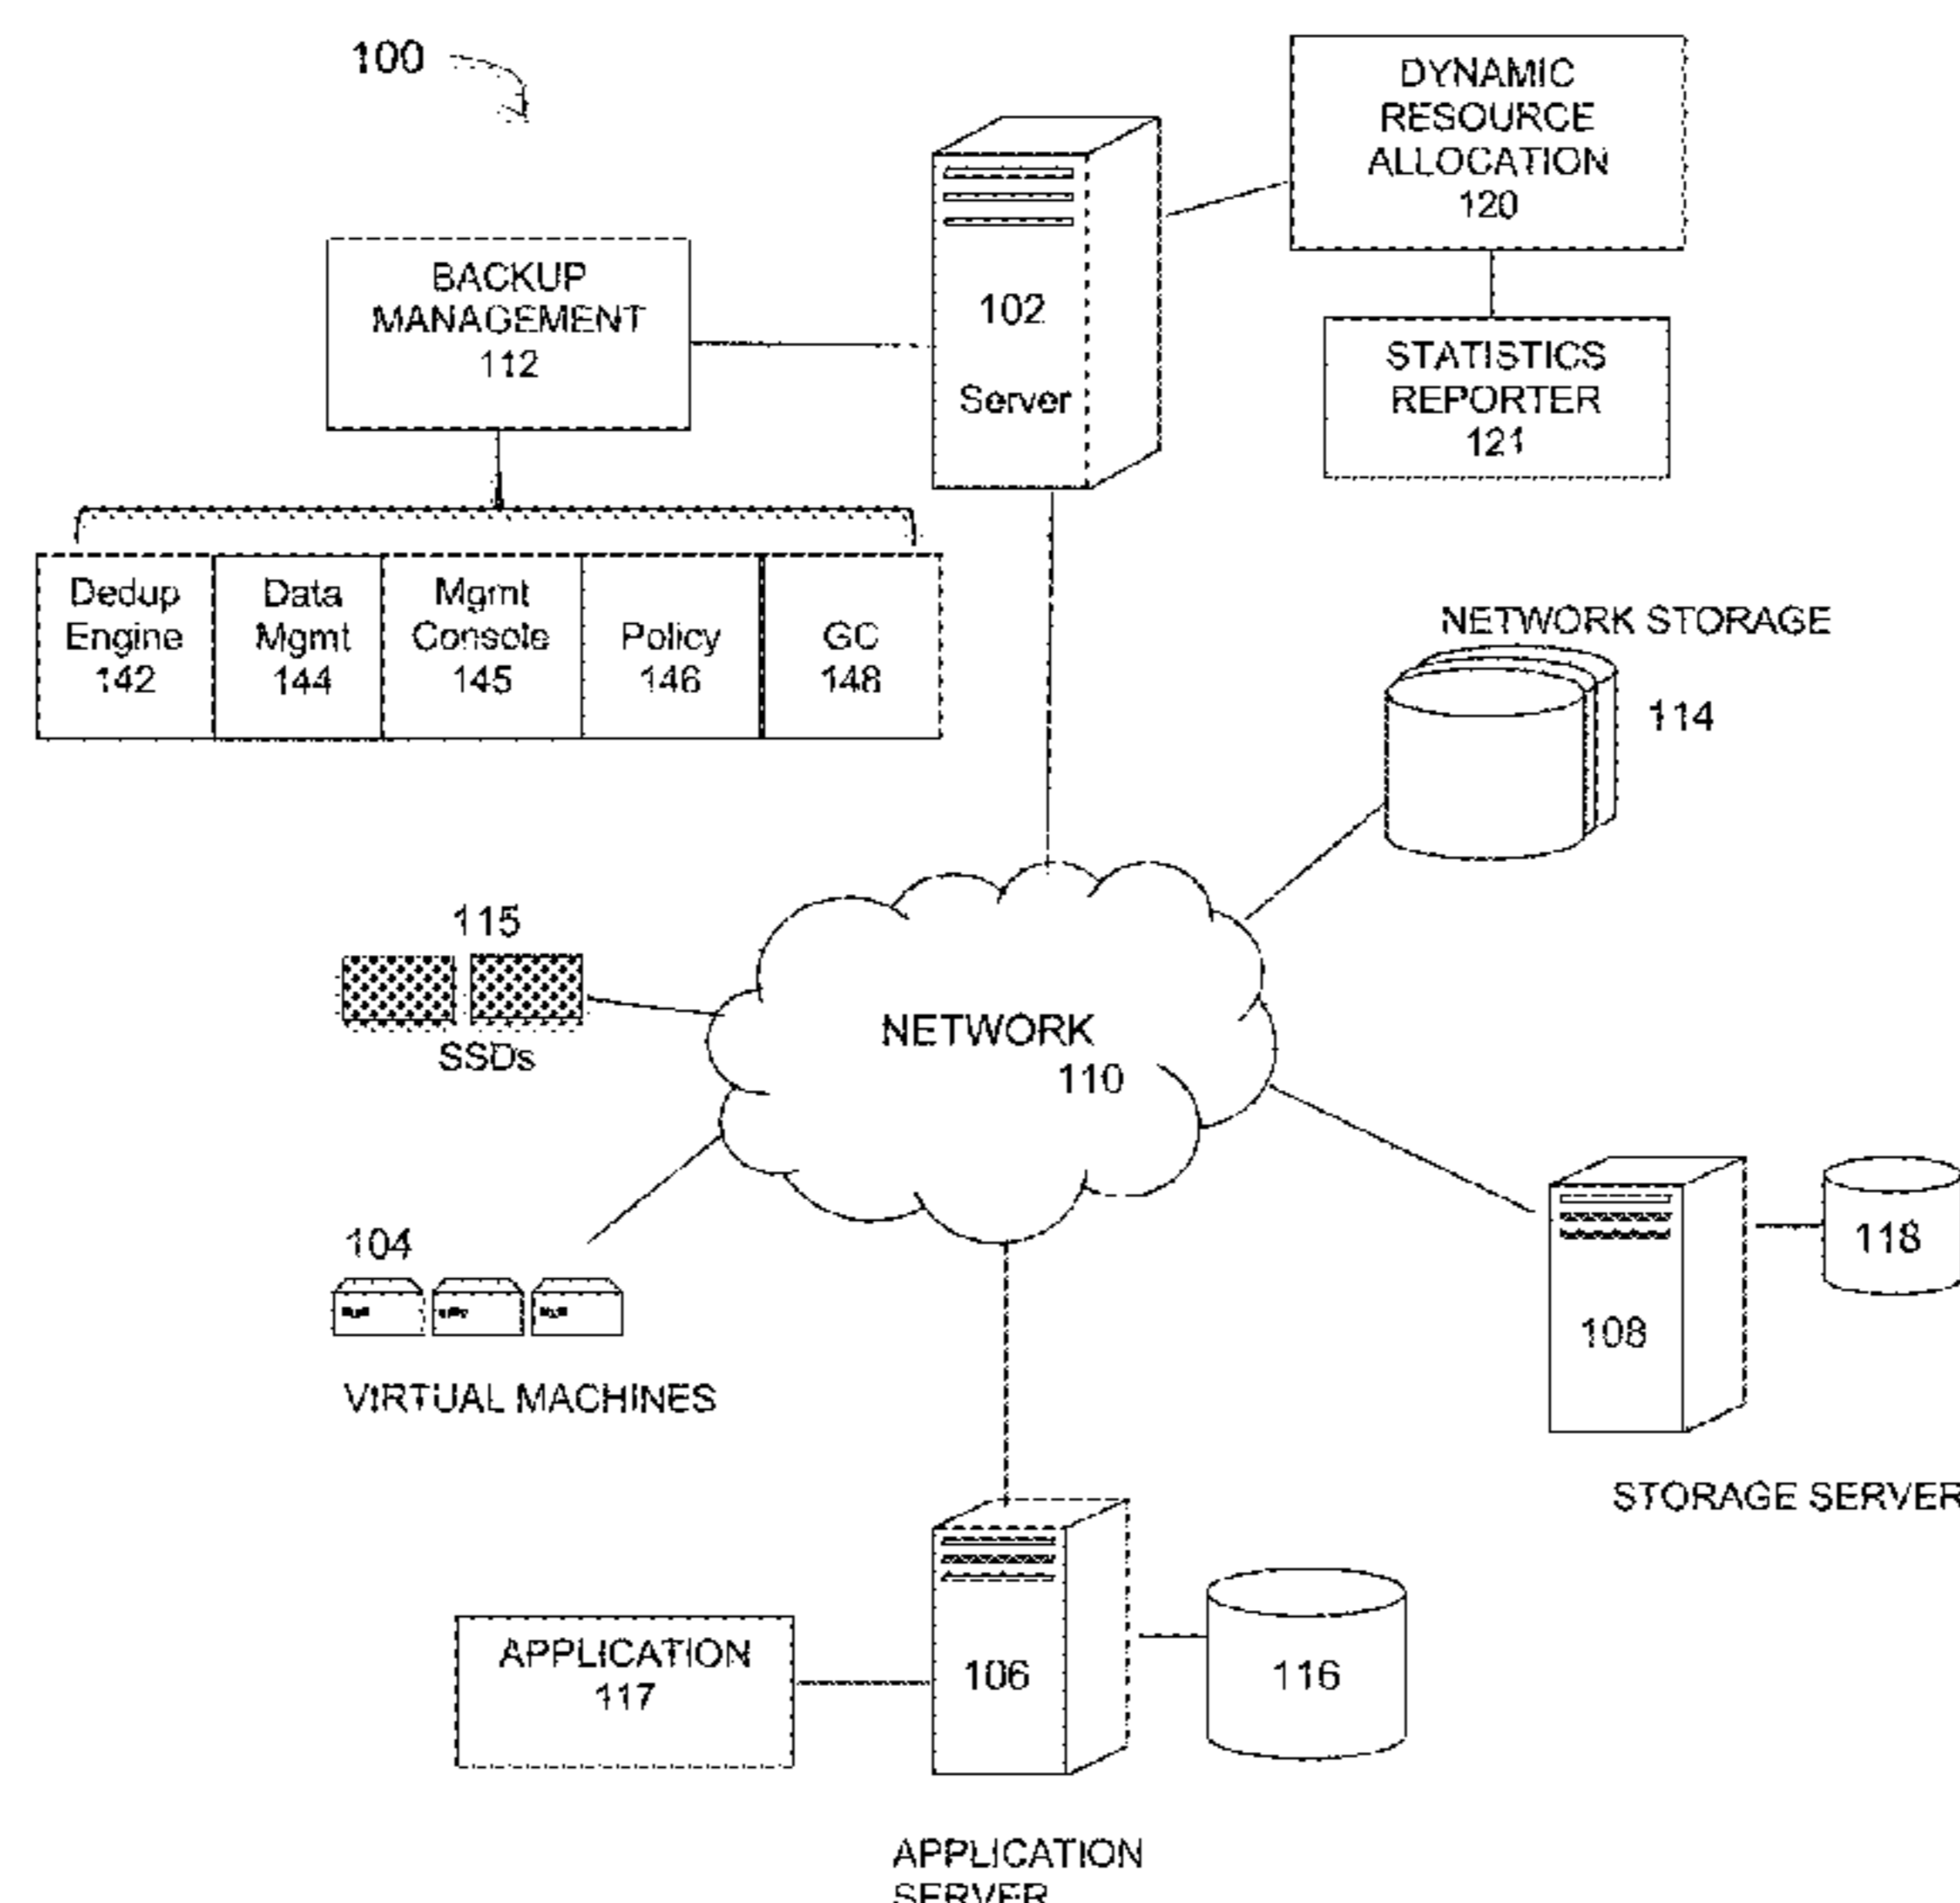 100
DYNAMIC
RESOURCE
ALLOCATION
120
BACKUP
MANAGEMENT
112
102
Server
STATISTICS
REPORTER
121
Dedup
Engine
142
Data
Mgmt
144
Mgmt
Console
145
Policy
146
GC
148
NETWORK STORAGE
114
115
SSDs
NETWORK
110
104
VIRTUAL MACHINES
118
108
STORAGE SERVER
APPLICATION
117
106
116
APPLICATION
SERVER